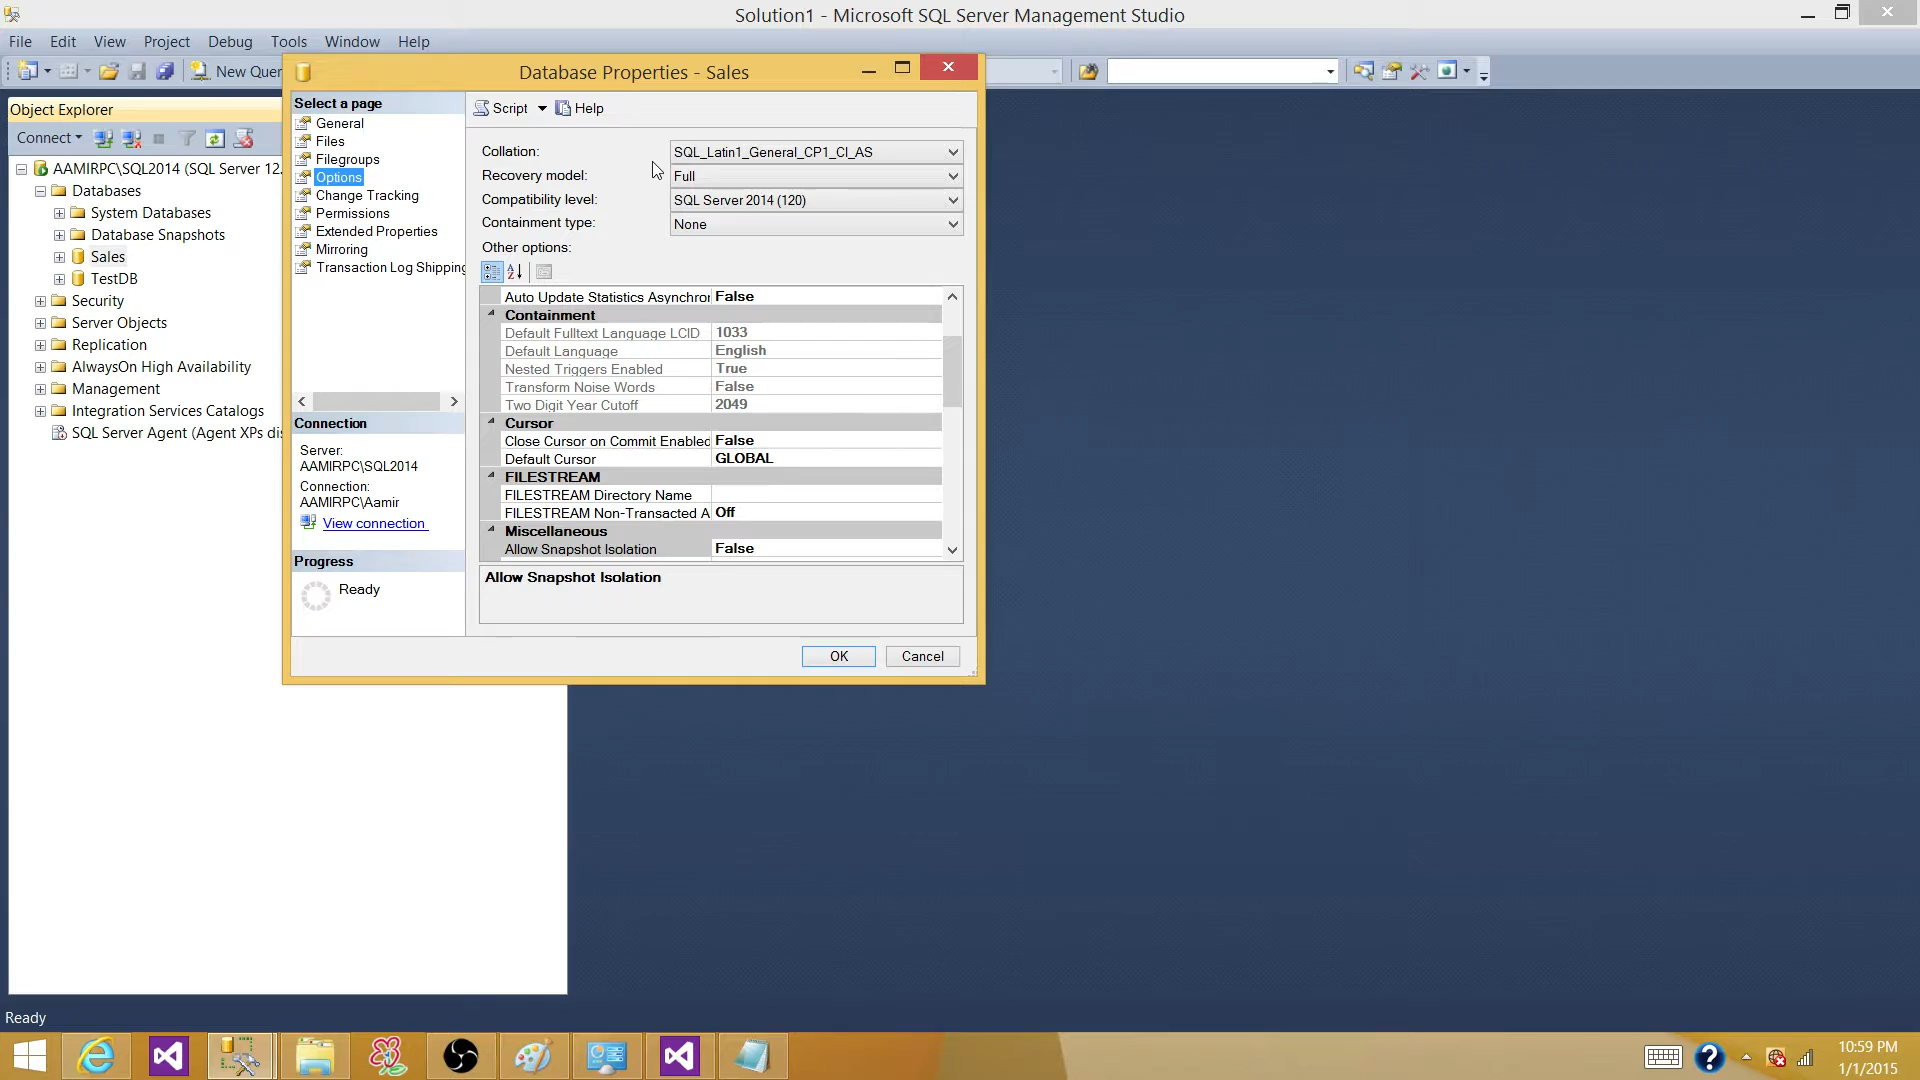 Solution1 - Microsoft SQL Server Management Studio
File Edit View Project Debug Tools Window Help
New Quer
Database Properties - Sales
Object Explorer
Connect
AAMIRPC\SQL2014 (SQL Server 12.
Databases
System Databases
Database Snapshots
Sales
TestDB
Security
Server Objects
Replication
AlwaysOn High Availability
Management
Integration Services Catalogs
SQL Server Agent (Agent XPs dis
Select a page
General
Files
Filegroups
Options
Change Tracking
Permissions
Extended Properties
Mirroring
Transaction Log Shipping
Connection
Server:
AAMIRPC\SQL2014
Connection:
AAMIRPC\Aamir
View connection
Progress
Ready
Script Help
Collation: SQL_Latin1_General_CP1_CI_AS
Recovery model: Full
Compatibility level: SQL Server 2014 (120)
Containment type: None
Other options:
Auto Update Statistics Asynchror False
Containment
Default Fulltext Language LCID 1033
Default Language English
Nested Triggers Enabled True
Transform Noise Words False
Two Digit Year Cutoff 2049
Cursor
Close Cursor on Commit Enabled False
Default Cursor GLOBAL
FILESTREAM
FILESTREAM Directory Name
FILESTREAM Non-Transacted A Off
Miscellaneous
Allow Snapshot Isolation False
Allow Snapshot Isolation
OK Cancel
Ready
10:59 PM
1/1/2015